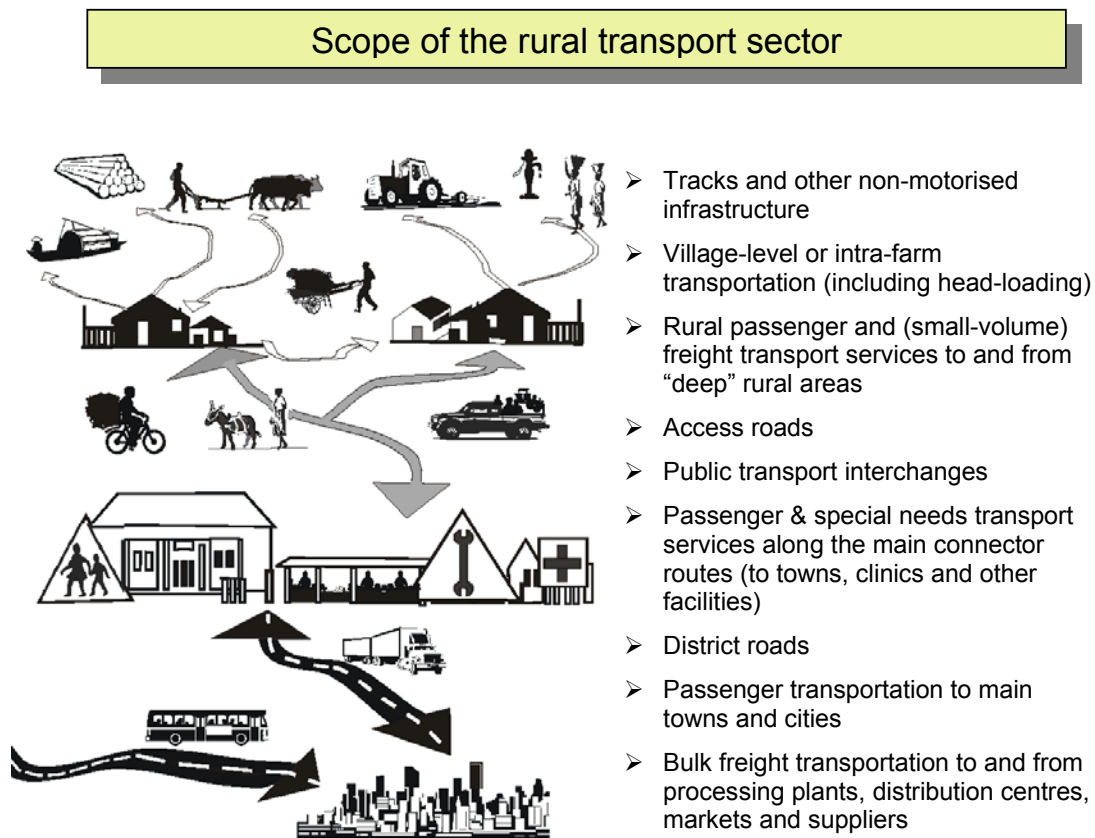 Scope of the rural transport sector
➢ Tracks and other non-motorised
infrastructure
➢ Village-level or intra-farm
transportation (including head-loading)
➢ Rural passenger and (small-volume)
freight transport services to and from
“deep” rural areas
➢ Access roads
➢ Public transport interchanges
➢ Passenger & special needs transport
services along the main connector
routes (to towns, clinics and other
facilities)
➢ District roads
➢ Passenger transportation to main
towns and cities
➢ Bulk freight transportation to and from
processing plants, distribution centres,
markets and suppliers